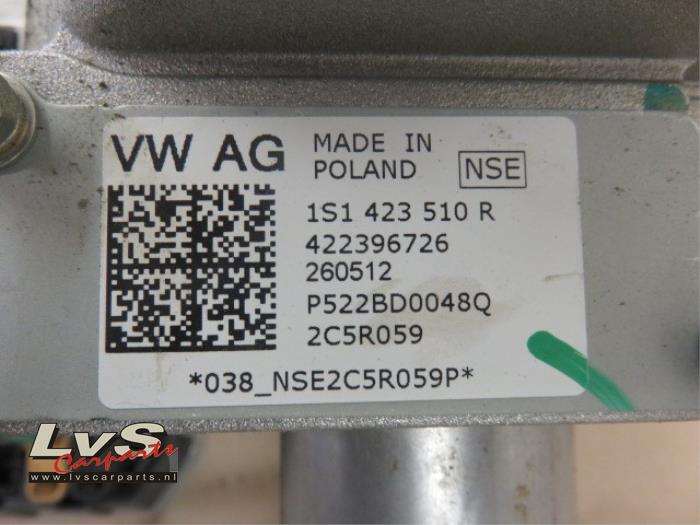 VW AG
MADE IN
POLAND
NSE
1S1 423 510 R
422396726
260512
P522BD0048Q
2C5R059
*038_NSE2C5R059P*
LvS
Carparts
www.lvscarparts.nl